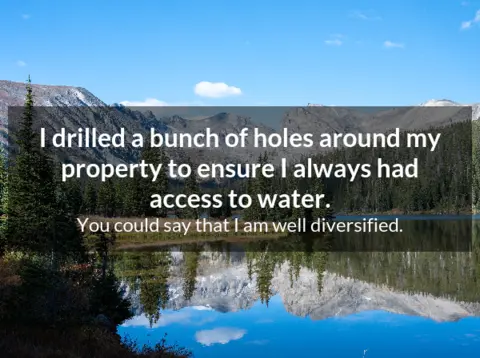 I drilled a bunch of holes around my
property to ensure I always had
access to water.
You could say that I am well diversified.